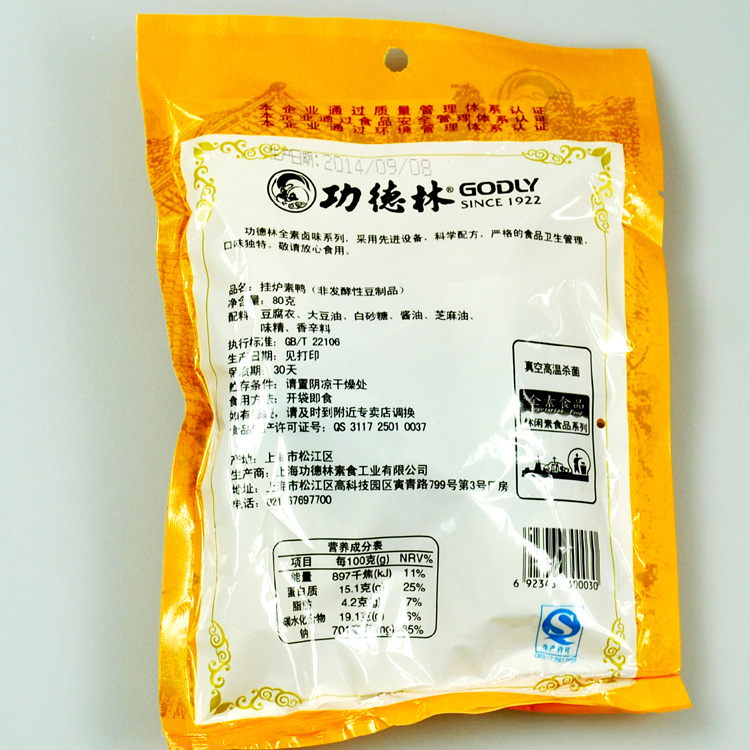 本企业通过质量管理体系认证
本企业通过食品安全管理体系认证
本企业通过环境管理体系认证
生产日期:2014/09/08
功德林® GODLY
SINCE 1922
功德林全素卤味系列，采用先进设备，科学配方，严格的食品卫生管理，
口味独特。敬请放心食用。
品名：挂炉素鸭（非发酵性豆制品）
净含量：80克
配料：豆腐衣、大豆油、白砂糖、酱油、芝麻油、
味精、香辛料
执行标准：GB/T 22106
生产日期：见打印
保质期：30天
贮存条件：请置阴凉干燥处
食用方法：开袋即食
如有 ，请及时到附近专卖店调换
食品生产许可证号：QS 3117 2501 0037
产地：上海市松江区
生产商：上海功德林素食工业有限公司
地址：上海市松江区高科技园区寅青路799号第3号厂房
电话：021-67697700
真空高温杀菌
全素食品
Vegetarian Food
休闲素食品系列
营养成分表
项目 每100克(g) NRV%
能量 897千焦(kJ) 11%
蛋白质 15.1克(g) 25%
脂肪 4.2克(g) 7%
碳水化合物 19.1克(g) 6%
钠 (mg)
QS
生产许可